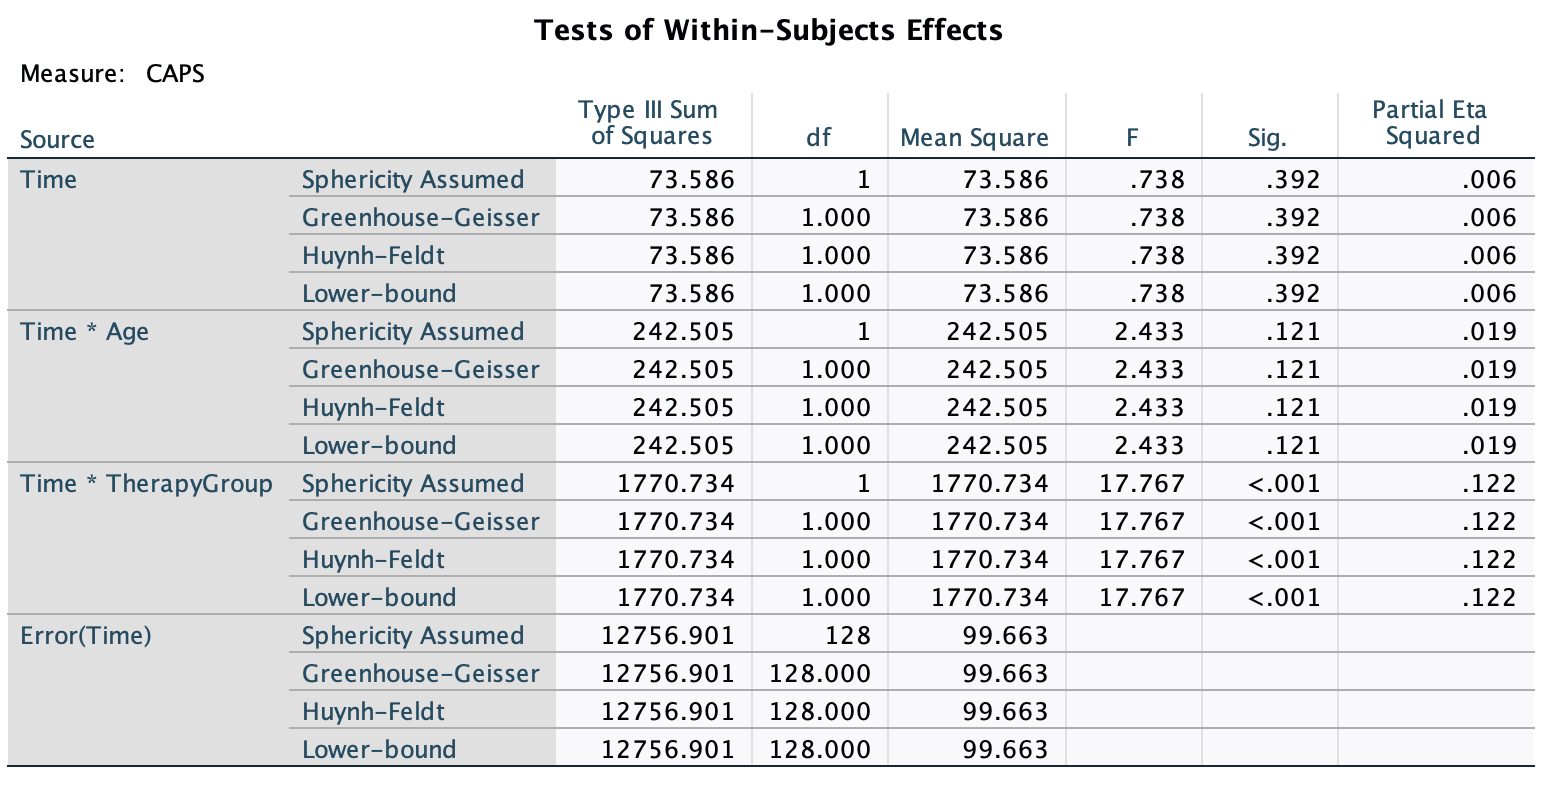 Tests of Within-Subjects Effects
Measure: CAPS
Source Type III Sum of Squares df Mean Square F Sig. Partial Eta Squared
Time Sphericity Assumed 73.586 1 73.586 .738 .392 .006
Greenhouse-Geisser 73.586 1.000 73.586 .738 .392 .006
Huynh-Feldt 73.586 1.000 73.586 .738 .392 .006
Lower-bound 73.586 1.000 73.586 .738 .392 .006
Time * Age Sphericity Assumed 242.505 1 242.505 2.433 .121 .019
Greenhouse-Geisser 242.505 1.000 242.505 2.433 .121 .019
Huynh-Feldt 242.505 1.000 242.505 2.433 .121 .019
Lower-bound 242.505 1.000 242.505 2.433 .121 .019
Time * TherapyGroup Sphericity Assumed 1770.734 1 1770.734 17.767 <.001 .122
Greenhouse-Geisser 1770.734 1.000 1770.734 17.767 <.001 .122
Huynh-Feldt 1770.734 1.000 1770.734 17.767 <.001 .122
Lower-bound 1770.734 1.000 1770.734 17.767 <.001 .122
Error(Time) Sphericity Assumed 12756.901 128 99.663
Greenhouse-Geisser 12756.901 128.000 99.663
Huynh-Feldt 12756.901 128.000 99.663
Lower-bound 12756.901 128.000 99.663